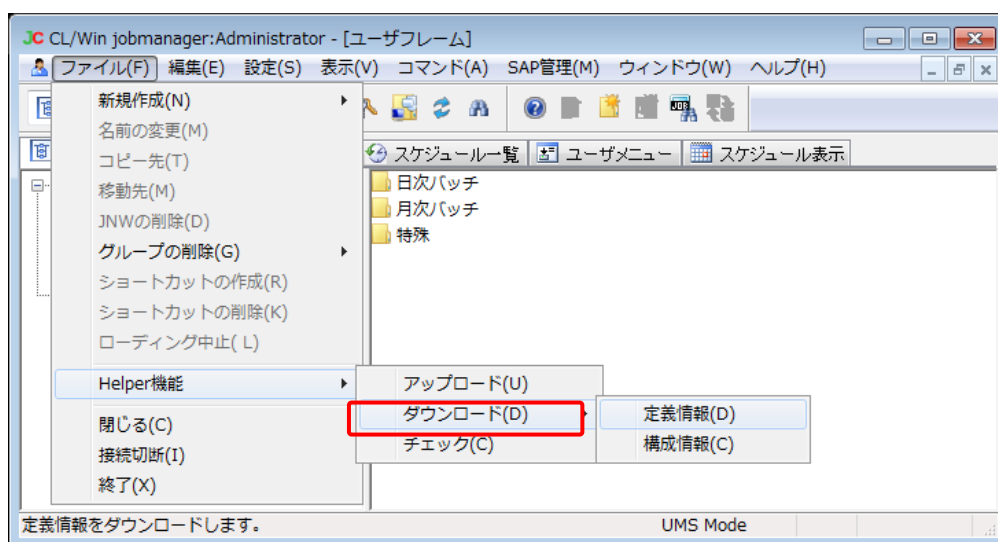 JC CL/Win jobmanager:Administrator - [ユーザフレーム]
ファイル(F) 編集(E) 設定(S) 表示(V) コマンド(A) SAP管理(M) ウィンドウ(W) ヘルプ(H)
JOB
スケジュール一覧 ユーザメニュー スケジュール表示
新規作成(N)
名前の変更(M)
コピー先(T)
移動先(M)
JNWの削除(D)
グループの削除(G)
ショートカットの作成(R)
ショートカットの削除(K)
ローディング中止( L)
Helper機能
閉じる(C)
接続切断(I)
終了(X)
日次バッチ
月次バッチ
特殊
アップロード(U)
ダウンロード(D)
チェック(C)
定義情報(D)
構成情報(C)
定義情報をダウンロードします。 UMS Mode